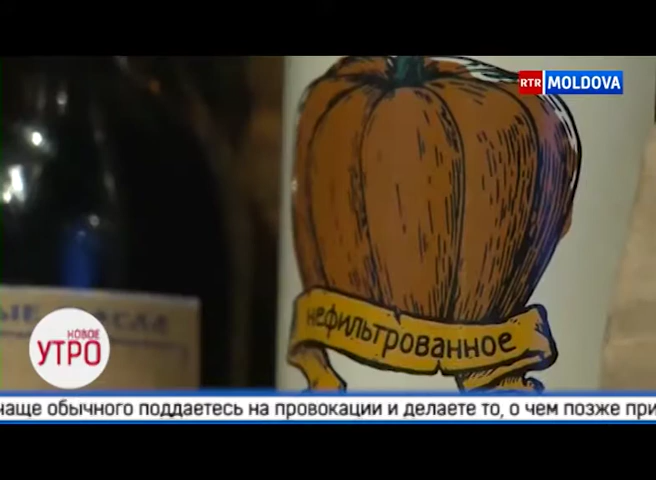 RTR MOLDOVA
нефильтрованное
НОВОЕ
УТРО
чаще обычного поддаетесь на провокации и делаете то, о чем позже при